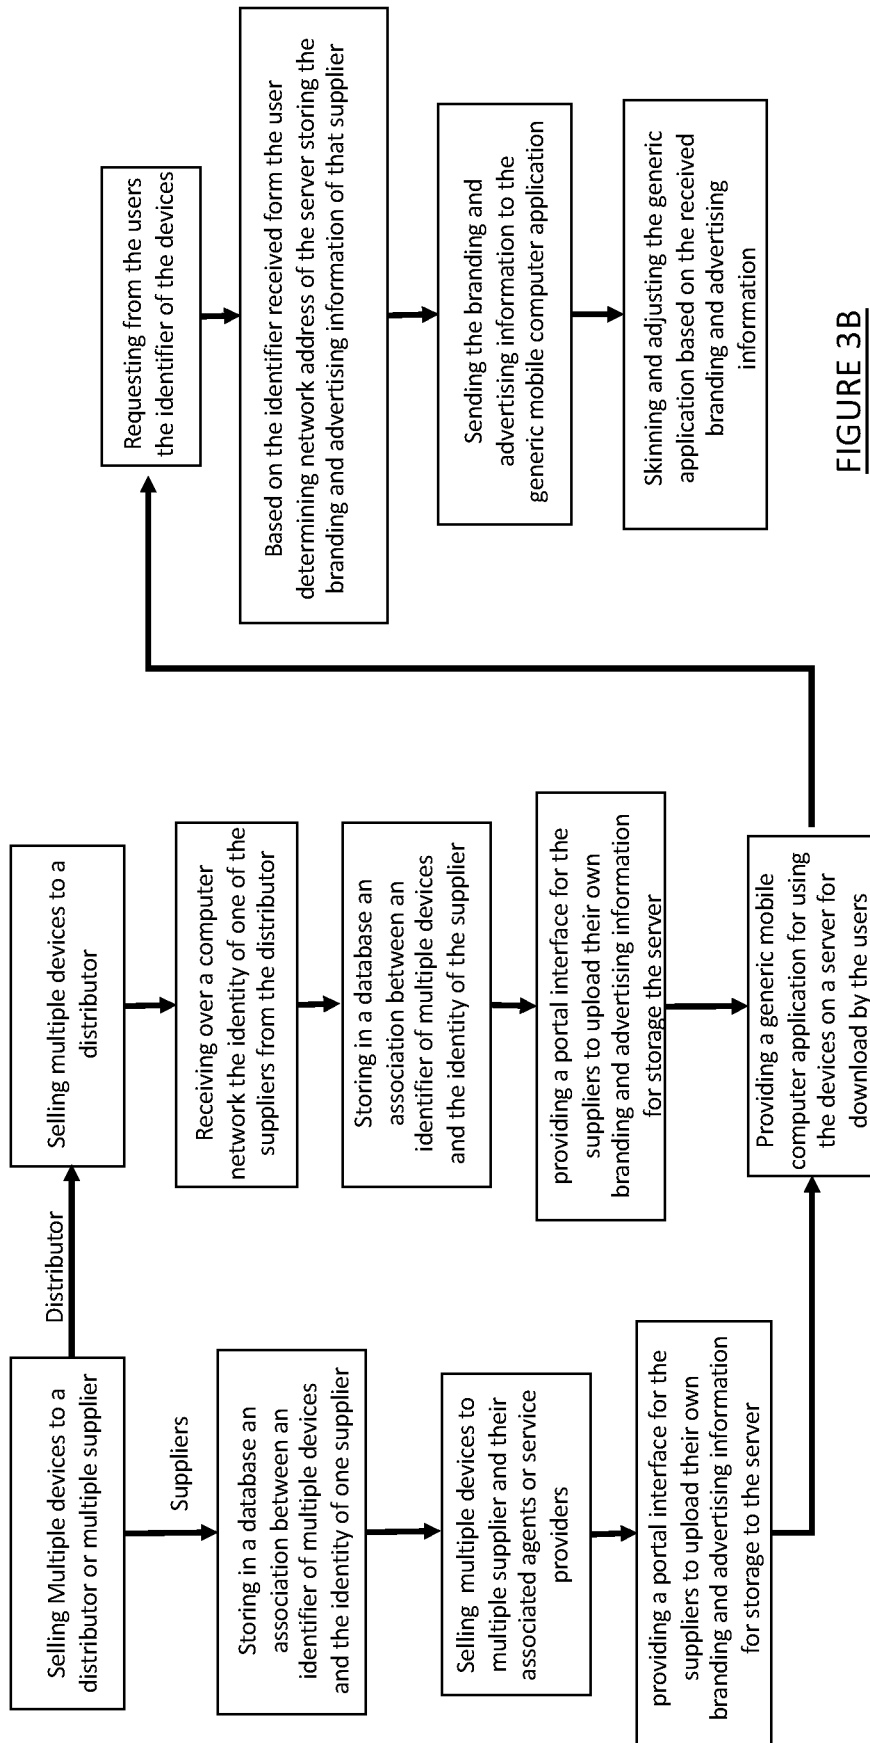 Selling Multiple devices to a
distributor or multiple supplier
Distributor
Suppliers
Storing in a database an
association between an
identifier of multiple devices
and the identity of one supplier
Selling multiple devices to
multiple supplier and their
associated agents or service
providers
providing a portal interface for the
suppliers to upload their own
branding and advertising information
for storage to the server
Selling multiple devices to a
distributor
Receiving over a computer
network the identity of one of the
suppliers from the distributor
Storing in a database an
association between an
identifier of multiple devices
and the identity of the supplier
providing a portal interface for the
suppliers to upload their own
branding and advertising information
for storage the server
Providing a generic mobile
computer application for using
the devices on a server for
download by the users
Requesting from the users
the identifier of the devices
Based on the identifier received form the user
determining network address of the server storing the
branding and advertising information of that supplier
Sending the branding and
advertising information to the
generic mobile computer application
Skinning and adjusting the generic
application based on the received
branding and advertising
information
FIGURE 3B